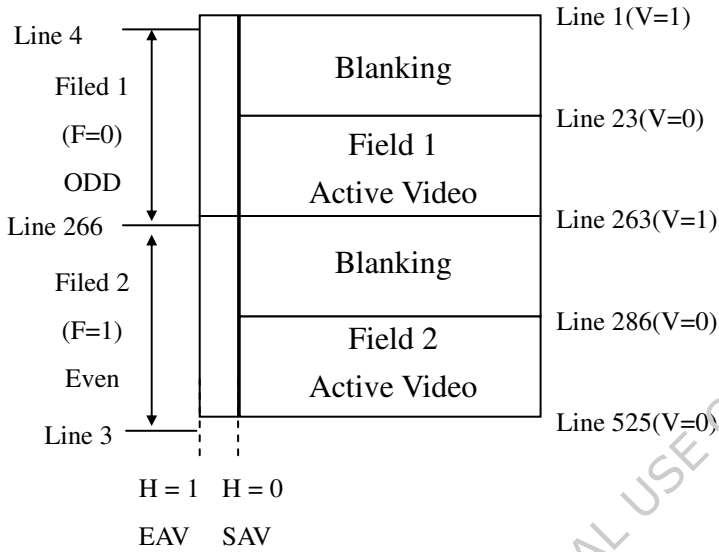 Line 1(V=1)
Line 4
Blanking
Filed 1
(F=0)
ODD
Line 23(V=0)
Field 1
Active Video
Line 266
Line 263(V=1)
Blanking
Filed 2
(F=1)
Even
Line 286(V=0)
Field 2
Active Video
Line 3
Line 525(V=0)
H = 1 H = 0
EAV SAV
AL USE